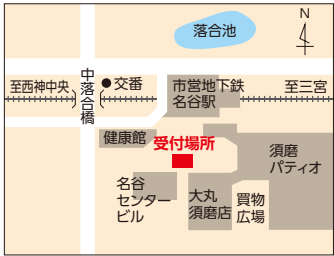 N
落合池
至西神中央
中落合橋
交番
市営地下鉄
名谷駅
至三宮
健康館
受付場所
須磨
パティオ
名谷
センター
ビル
大丸
須磨店
買物
広場